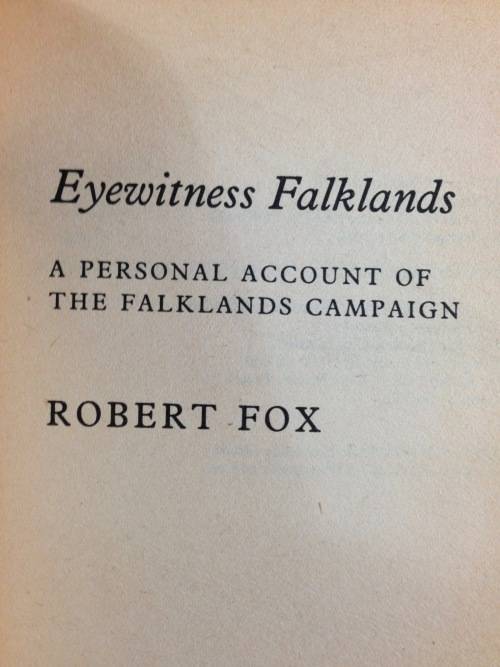 Eyewitness Falklands
A PERSONAL ACCOUNT OF
THE FALKLANDS CAMPAIGN
ROBERT FOX